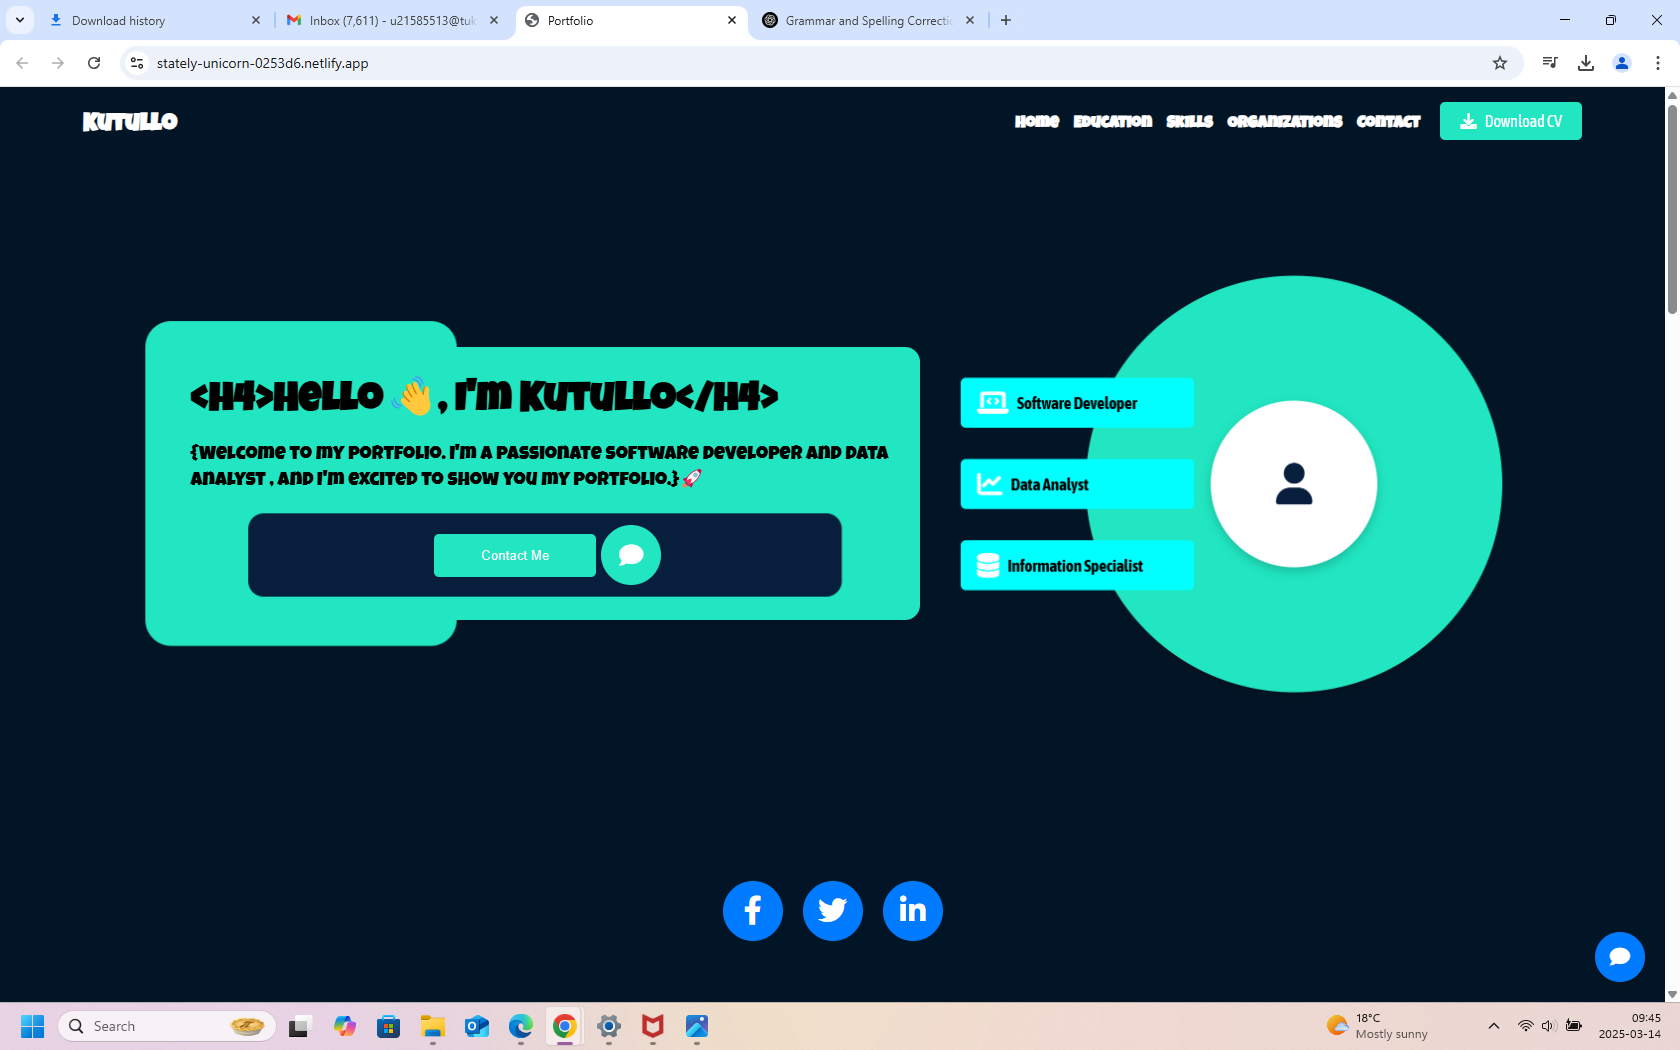 Download history
Inbox (7,611) - u21585513@tuk
Portfolio
Grammar and Spelling Correcti
stately-unicorn-0253d6.netlify.app
Kutullo
Home Education Skills Organizations Contact Download CV
<H4>Hello 👋, I'm Kutullo</H4>
{Welcome to my portfolio. I'm a passionate software developer and data
analyst , and I'm excited to show you my portfolio.}🚀
Contact Me
Software Developer
Data Analyst
Information Specialist
Search
18°C
Mostly sunny
09:45
2025-03-14